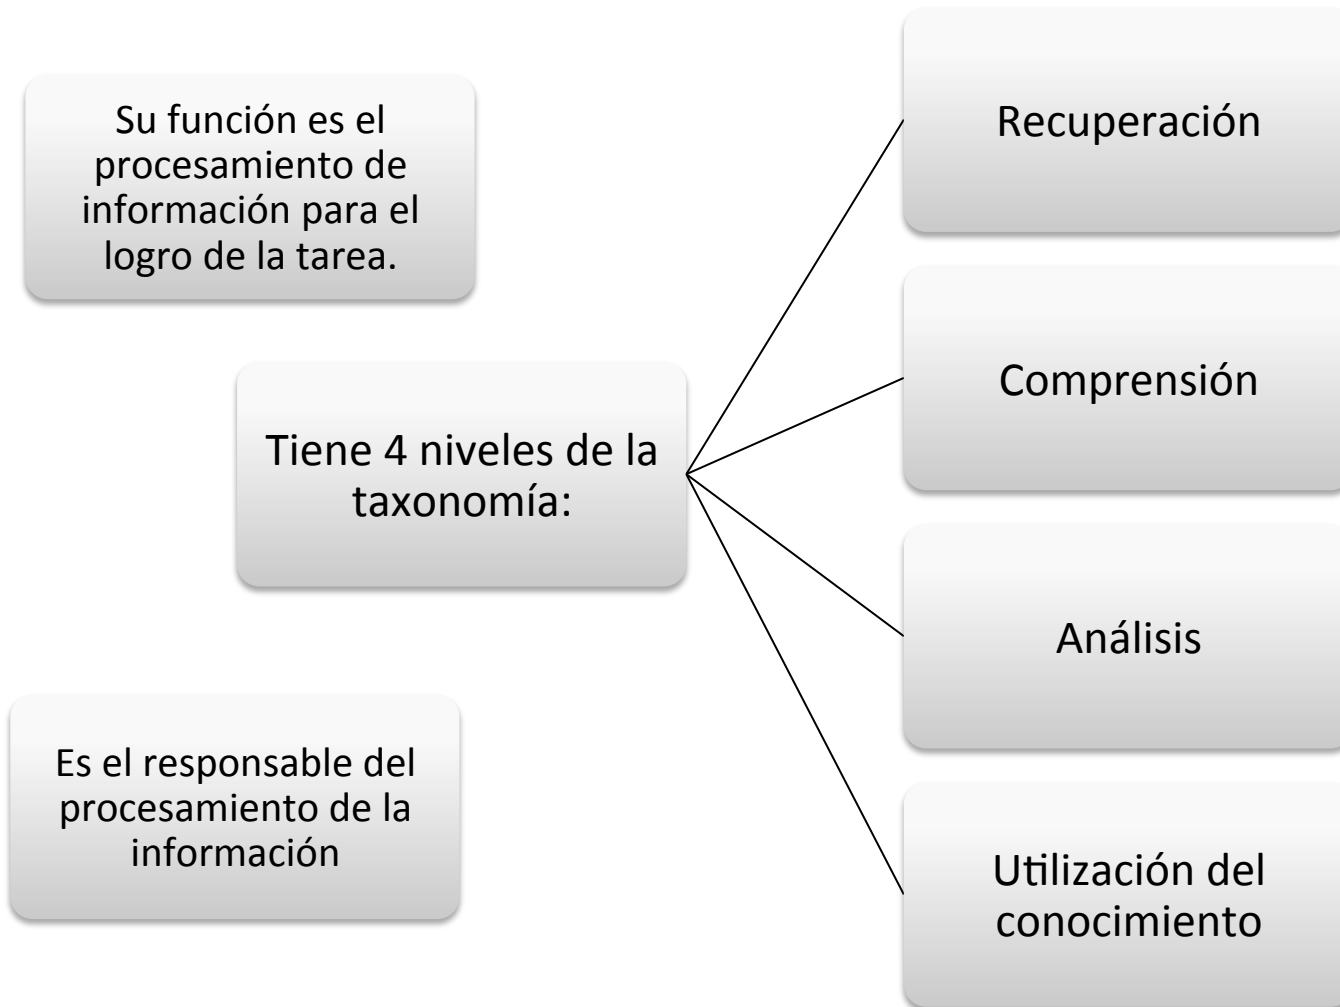 Su función es el
procesamiento de
información para el
logro de la tarea.
Tiene 4 niveles de la
taxonomía:
Es el responsable del
procesamiento de la
información
Recuperación
Comprensión
Análisis
Utilización del
conocimiento